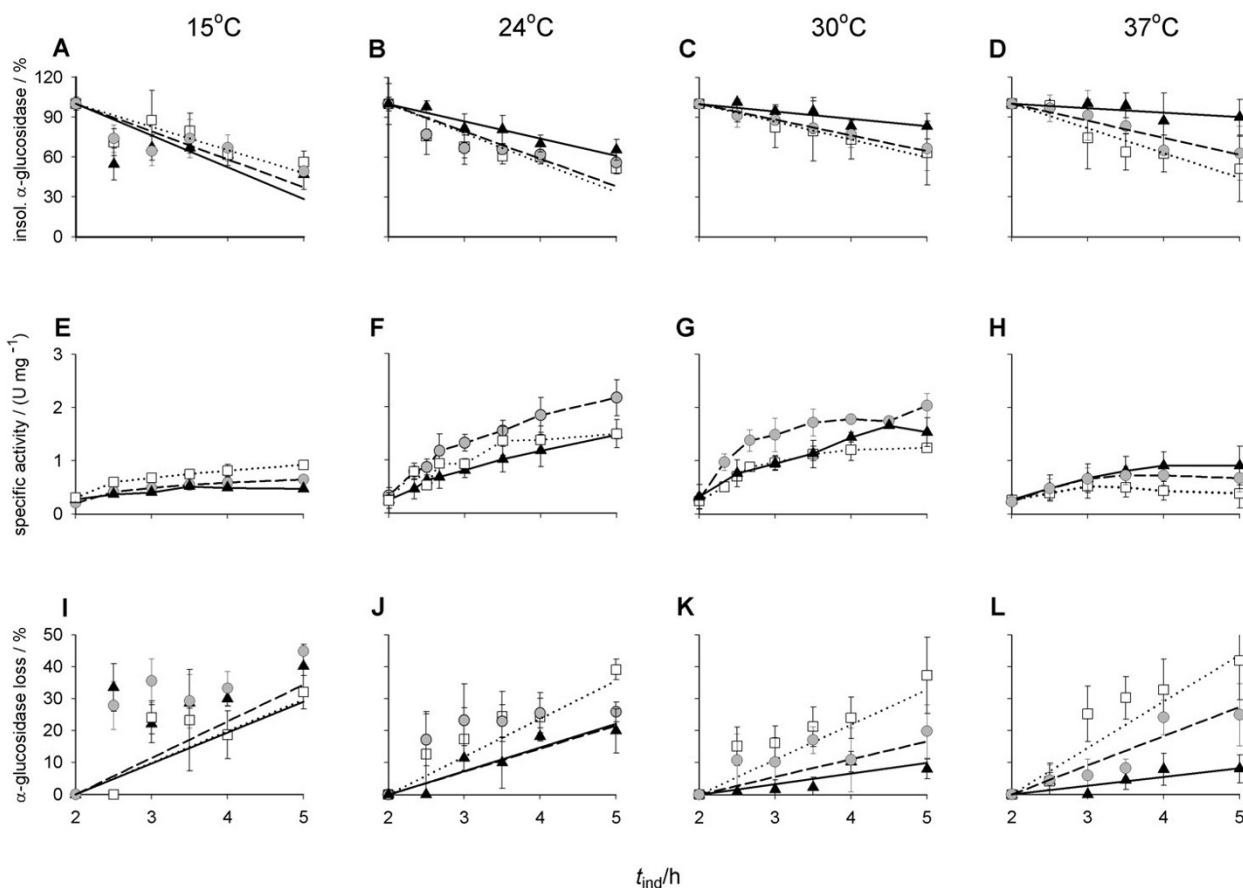 15°C 24°C 30°C 37°C
A B C D
insol. α-glucosidase / %
120
90
60
30
0
E F G H
specific activity / (U mg⁻¹)
3
2
1
0
I J K L
α-glucosidase loss / %
50
40
30
20
10
0
2 3 4 5 2 3 4 5 2 3 4 5 2 3 4 5
t_ind/h